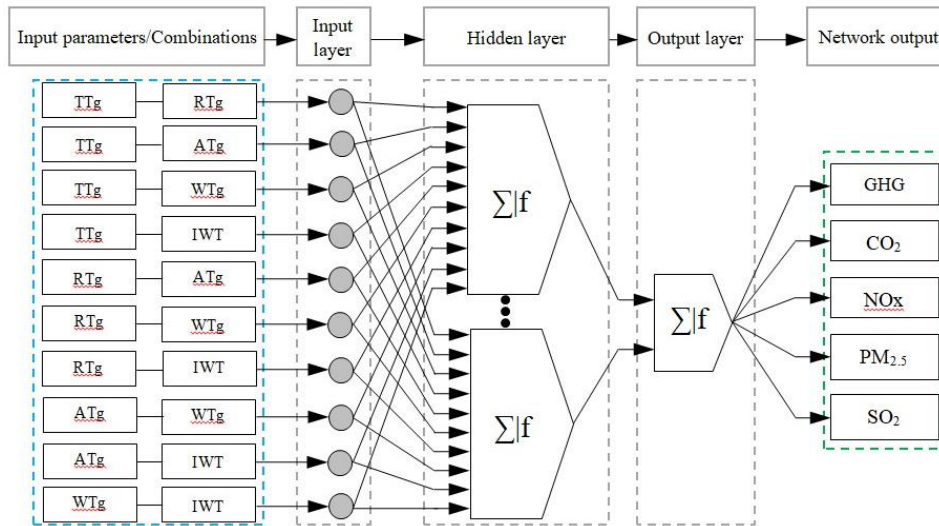 Input parameters/Combinations
Input
layer
Hidden layer
Output layer
Network output
TTg RTg
TTg ATg
TTg WTg
TTg IWT
RTg ATg
RTg WTg
RTg IWT
ATg WTg
ATg IWT
WTg IWT
∑|f
∑|f
∑|f
GHG
CO₂
NOx
PM₂.₅
SO₂